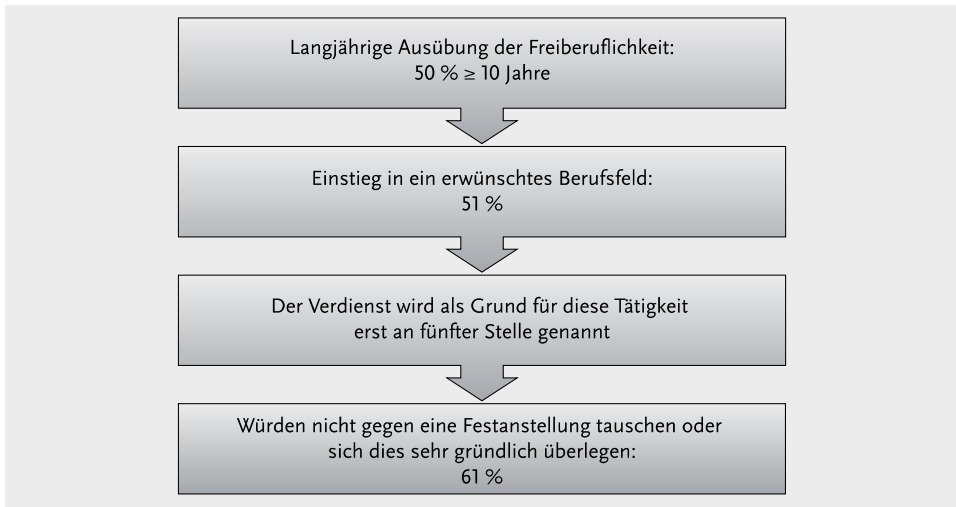 Langjährige Ausübung der Freiberuflichkeit:
50 % ≥ 10 Jahre
Einstieg in ein erwünschtes Berufsfeld:
51 %
Der Verdienst wird als Grund für diese Tätigkeit
erst an fünfter Stelle genannt
Würden nicht gegen eine Festanstellung tauschen oder
sich dies sehr gründlich überlegen:
61 %